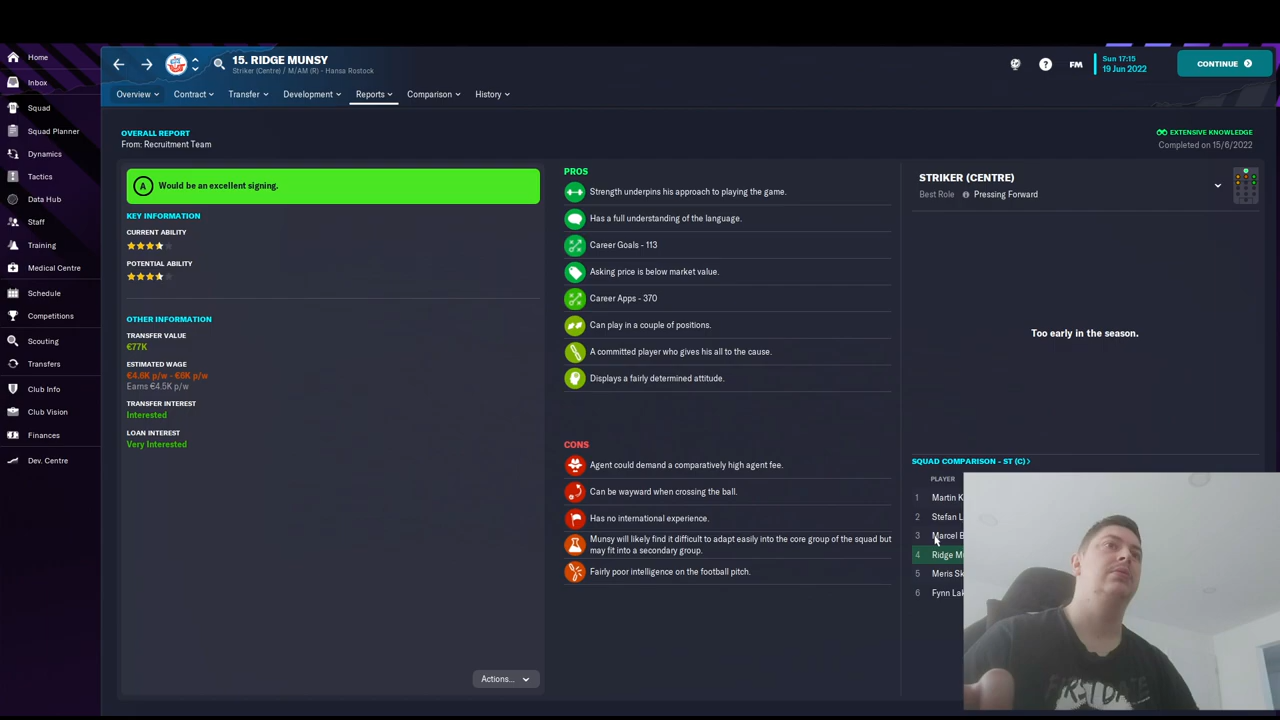 Home
Inbox
Squad
Squad Planner
Dynamics
Tactics
Data Hub
Staff
Training
Medical Centre
Schedule
Competitions
Scouting
Transfers
Club Info
Club Vision
Finances
Dev. Centre
15. RIDGE MUNSY
Striker (Centre) / M/AM (R) - Hansa Rostock
FM
Sun 17:15
19 Jun 2022
CONTINUE
Overview
Contract
Transfer
Development
Reports
Comparison
History
OVERALL REPORT
From: Recruitment Team
EXTENSIVE KNOWLEDGE
Completed on 15/6/2022
A Would be an excellent signing.
KEY INFORMATION
CURRENT ABILITY
POTENTIAL ABILITY
OTHER INFORMATION
TRANSFER VALUE
€77K
ESTIMATED WAGE
€4.6K p/w - €6K p/w
Earns €4.5K p/w
TRANSFER INTEREST
Interested
LOAN INTEREST
Very Interested
Actions...
PROS
Strength underpins his approach to playing the game.
Has a full understanding of the language.
Career Goals - 113
Asking price is below market value.
Career Apps - 370
Can play in a couple of positions.
A committed player who gives his all to the cause.
Displays a fairly determined attitude.
CONS
Agent could demand a comparatively high agent fee.
Can be wayward when crossing the ball.
Has no international experience.
Munsy will likely find it difficult to adapt easily into the core group of the squad but
may fit into a secondary group.
Fairly poor intelligence on the football pitch.
STRIKER (CENTRE)
Best Role Pressing Forward
Too early in the season.
SQUAD COMPARISON - ST (C) >
PLAYER
1 Martin K
2 Stefan L
3 Marcel B
4 Ridge Mu
5 Meris Sk
6 Fynn Lak